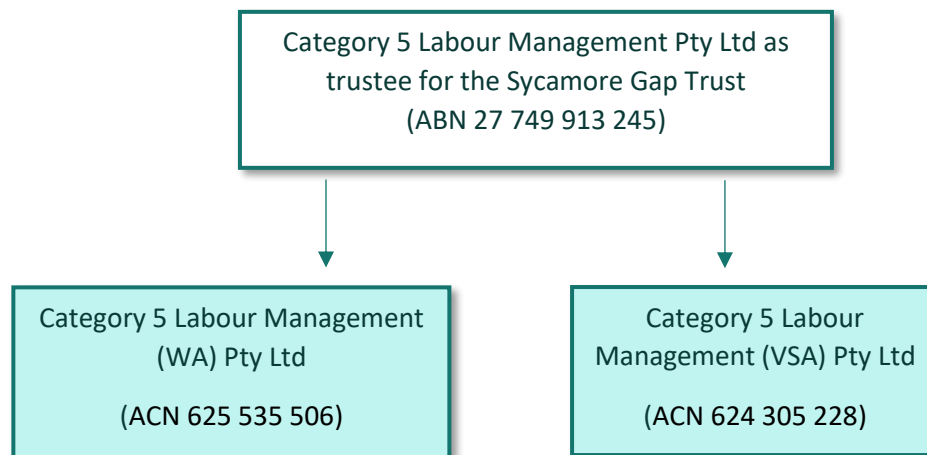 Category 5 Labour Management Pty Ltd as
trustee for the Sycamore Gap Trust
(ABN 27 749 913 245)
Category 5 Labour Management
(WA) Pty Ltd
(ACN 625 535 506)
Category 5 Labour
Management (VSA) Pty Ltd
(ACN 624 305 228)